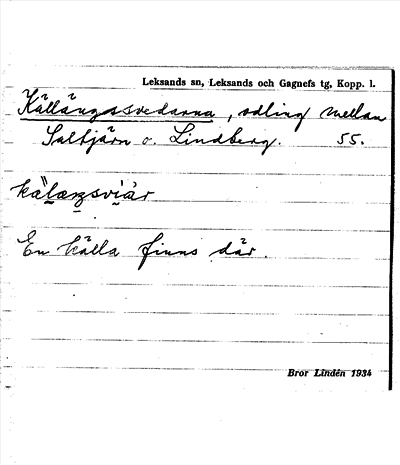 Leksands sn, Leksands och Gagnefs tg, Kopp. l.
Källängssvedarna, odling mellan
Saltjärn o. Lindberg. 55.
En källa finns där.
Bror Lindén 1934